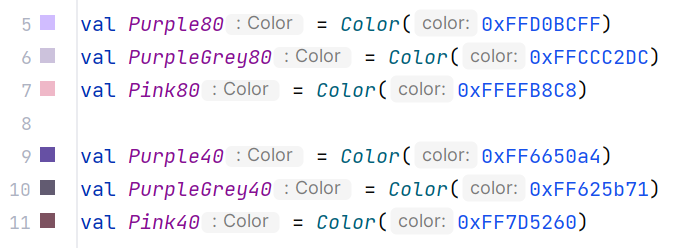 5 val Purple80 : Color = Color( color: 0xFFD0BCFF)
6 val PurpleGrey80 : Color = Color( color: 0xFFCCC2DC)
7 val Pink80 : Color = Color( color: 0xFFEFB8C8)
8
9 val Purple40 : Color = Color( color: 0xFF6650a4)
10 val PurpleGrey40 : Color = Color( color: 0xFF625b71)
11 val Pink40 : Color = Color( color: 0xFF7D5260)